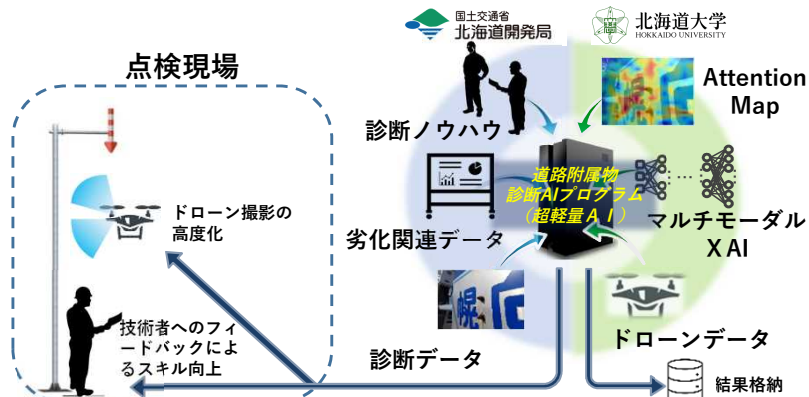 国土交通省
北海道開発局
北海道大学
HOKKAIDO UNIVERSITY
点検現場
Attention
Map
診断ノウハウ
道路附属物
診断AIプログラム
（超軽量ＡＩ）
ドローン撮影の
高度化
マルチモーダル
XAI
劣化関連データ
幌
技術者へのフィ
ードバックによ
るスキル向上
診断データ
ドローンデータ
結果格納